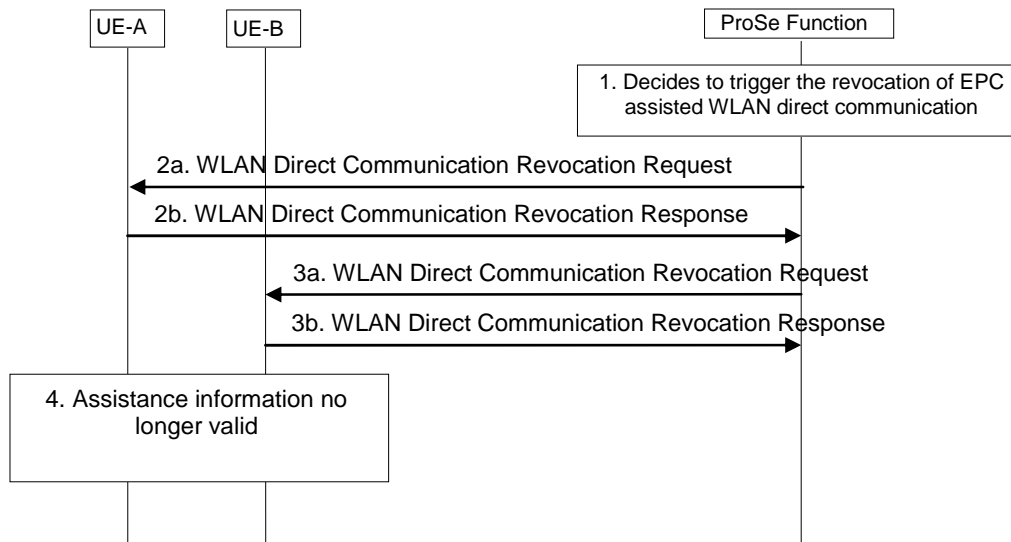 UE-A
UE-B
ProSe Function
1. Decides to trigger the revocation of EPC
assisted WLAN direct communication
2a. WLAN Direct Communication Revocation Request
2b. WLAN Direct Communication Revocation Response
3a. WLAN Direct Communication Revocation Request
3b. WLAN Direct Communication Revocation Response
4. Assistance information no
longer valid